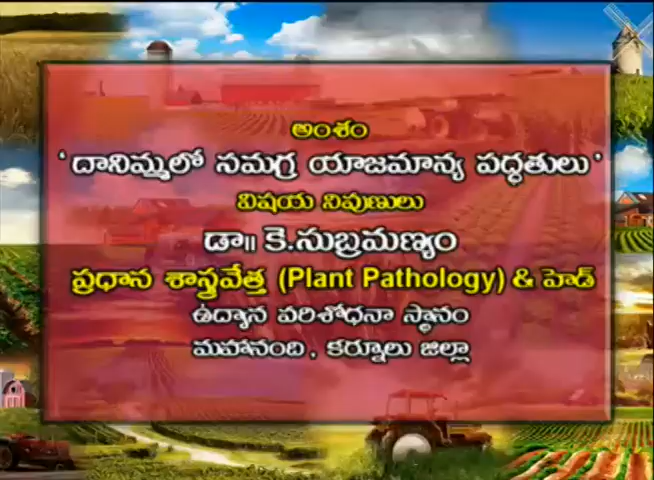 అంశం
‘దానిమ్మలో సమగ్ర యాజమాన్య పద్ధతులు’
విషయ నిపుణులు
డా॥ కె.సుబ్రమణ్యం
ప్రధాన శాస్త్రవేత్త (Plant Pathology) & హెడ్
ఉద్యాన పరిశోధనా స్థానం
మహానంది, కర్నూలు జిల్లా